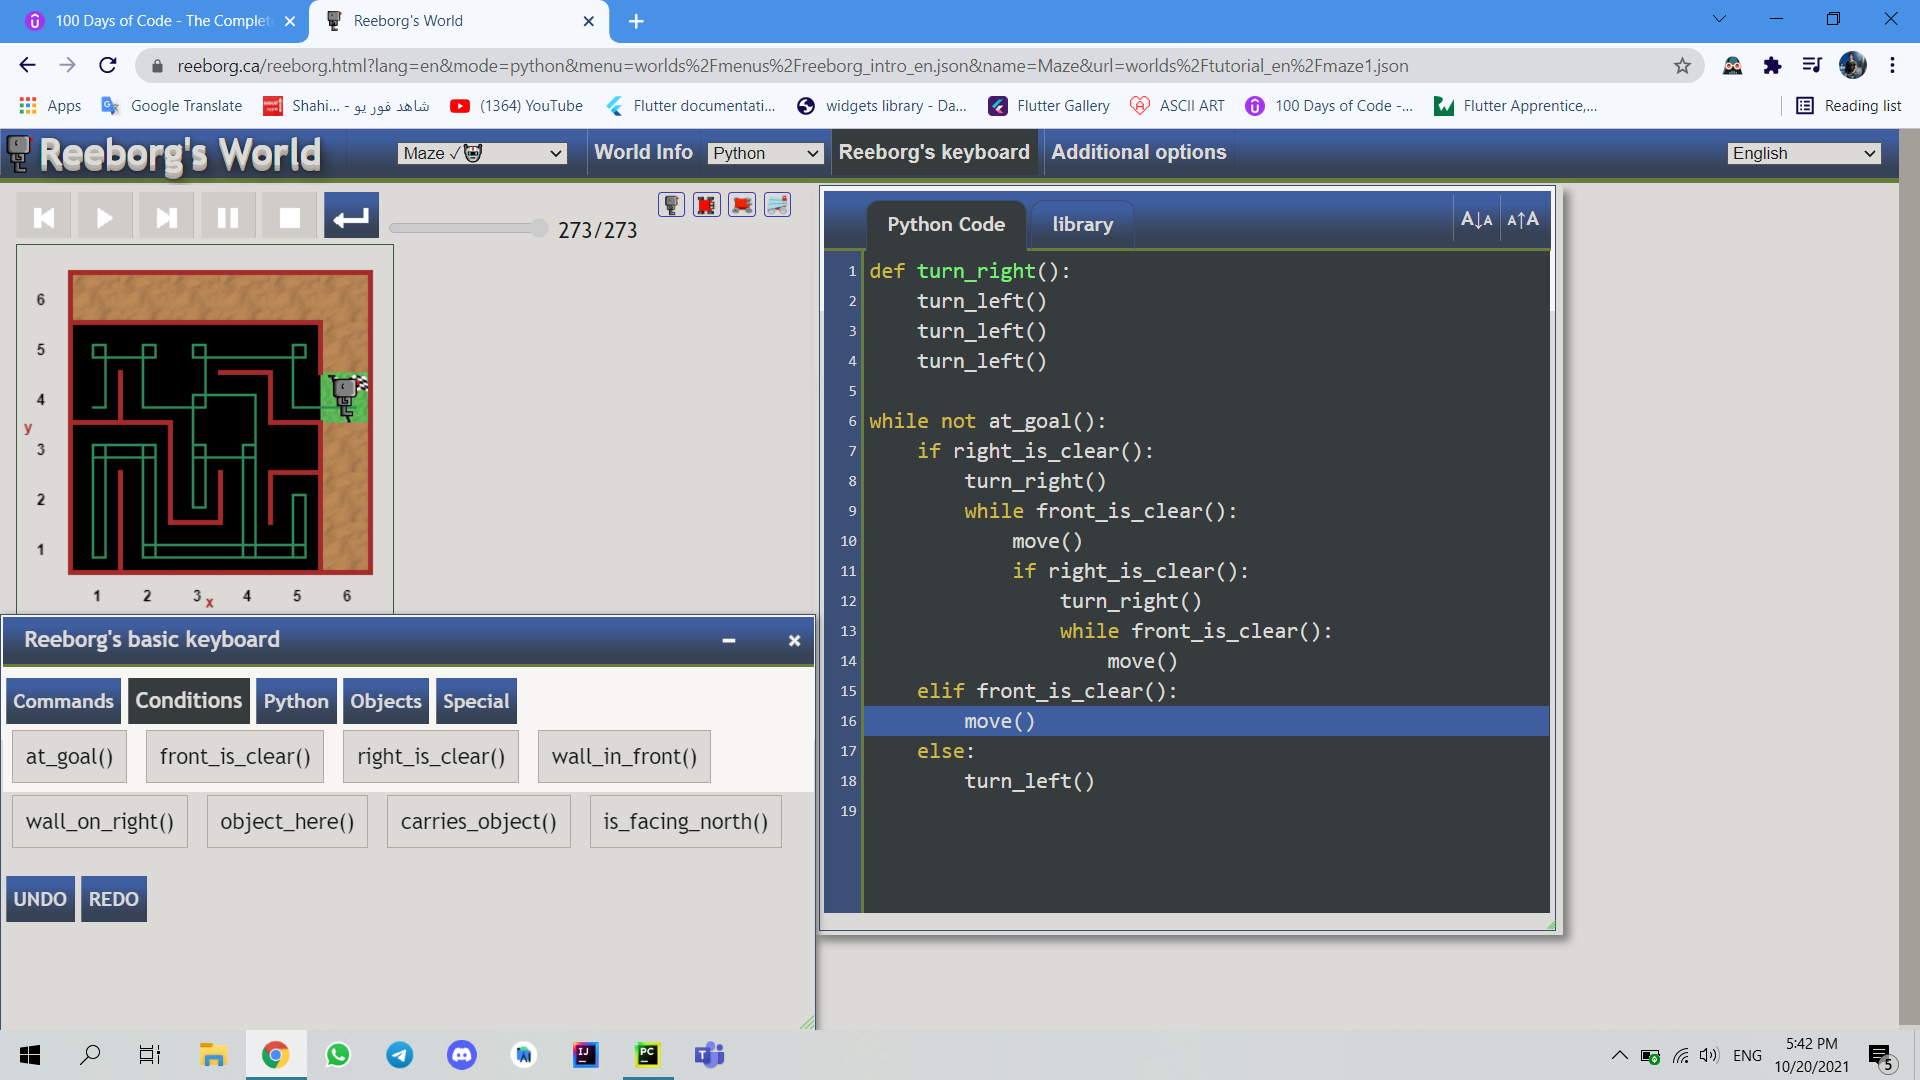 100 Days of Code - The Complet
Reeborg's World
reeborg.ca/reeborg.html?lang=en&mode=python&menu=worlds%2Fmenus%2Freeborg_intro_en.json&name=Maze&url=worlds%2Ftutorial_en%2Fmaze1.json
Apps
Google Translate
Shahi... - شاهد فور يو
(1364) YouTube
Flutter documentati...
widgets library - Da...
Flutter Gallery
ASCII ART
100 Days of Code -...
Flutter Apprentice,...
Reading list
Reeborg's World
Maze ✓
World Info
Python
Reeborg's keyboard
Additional options
English
273/273
Python Code
library
A↓A
A↑A
1 def turn_right():
2 turn_left()
3 turn_left()
4 turn_left()
5
6 while not at_goal():
7 if right_is_clear():
8 turn_right()
9 while front_is_clear():
10 move()
11 if right_is_clear():
12 turn_right()
13 while front_is_clear():
14 move()
15 elif front_is_clear():
16 move()
17 else:
18 turn_left()
19
6
5
4
y
3
2
1
1 2 3 x 4 5 6
Reeborg's basic keyboard
Commands
Conditions
Python
Objects
Special
at_goal()
front_is_clear()
right_is_clear()
wall_in_front()
wall_on_right()
object_here()
carries_object()
is_facing_north()
UNDO
REDO
IJ
PC
T
ENG
5:42 PM
10/20/2021
5